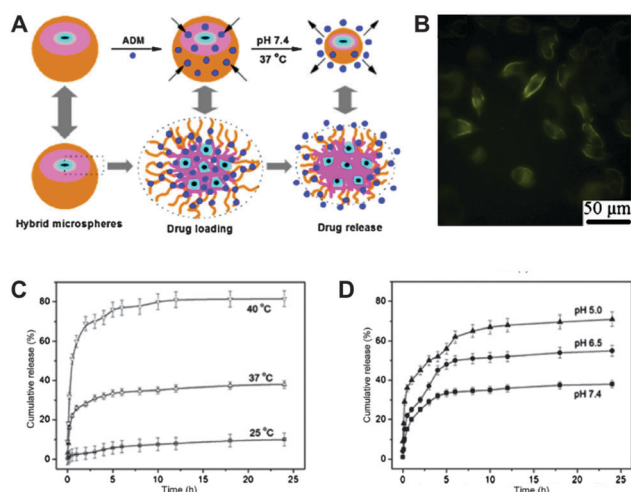 A
ADM
pH 7.4
37 °C
Hybrid microspheres
Drug loading
Drug release
B
50 µm
C
Cumulative release (%)
80
60
40
20
0
40 °C
37 °C
25 °C
0
5
10
15
20
25
Time (h)
D
Cumulative release (%)
80
60
40
20
0
pH 5.0
pH 6.5
pH 7.4
0
5
10
15
20
25
Time (h)